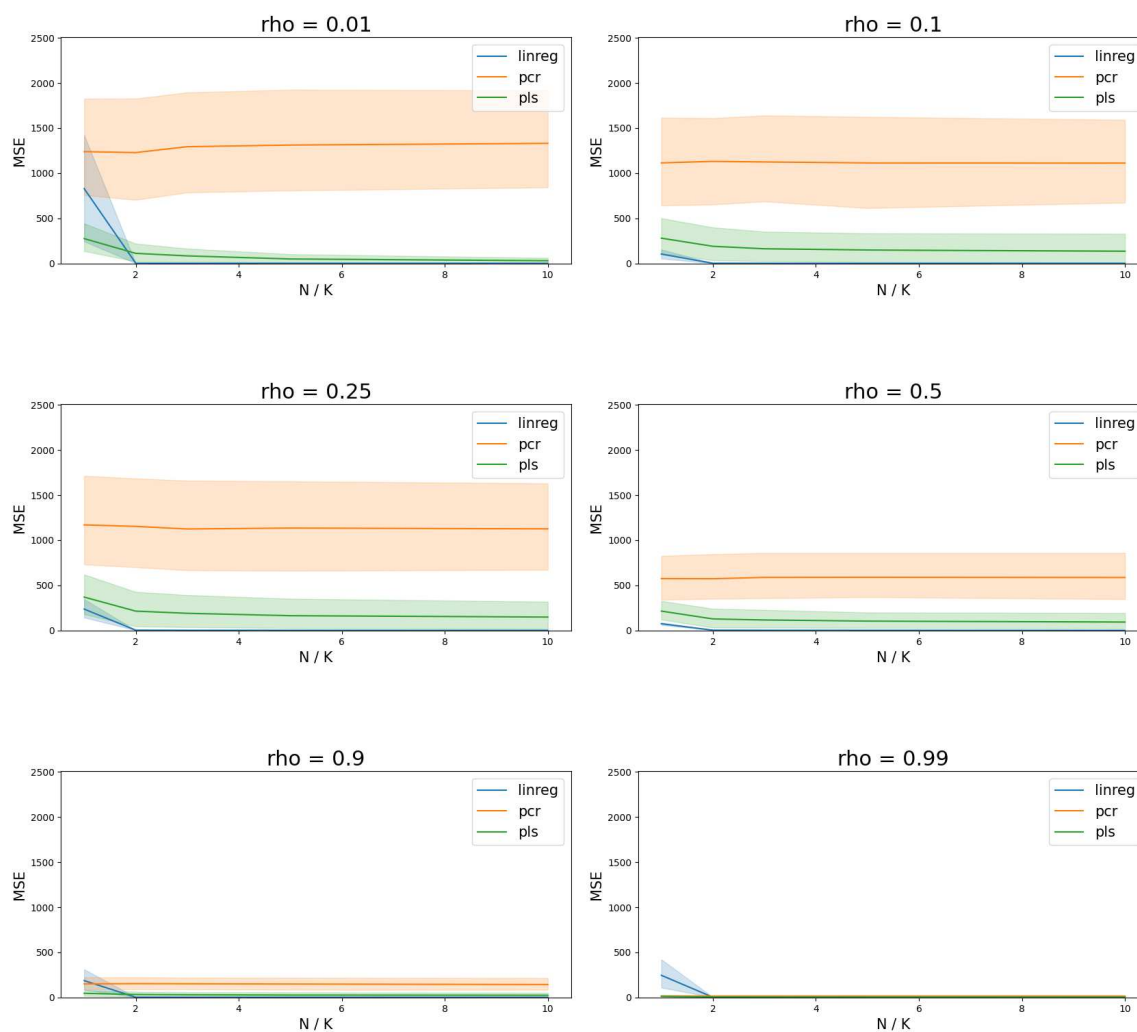 rho = 0.01
2500
2000
1500
1000
500
0
MSE
2
4
6
8
10
N / K
linreg
pcr
pls
rho = 0.1
2500
2000
1500
1000
500
0
MSE
2
4
6
8
10
N / K
linreg
pcr
pls
rho = 0.25
2500
2000
1500
1000
500
0
MSE
2
4
6
8
10
N / K
linreg
pcr
pls
rho = 0.5
2500
2000
1500
1000
500
0
MSE
2
4
6
8
10
N / K
linreg
pcr
pls
rho = 0.9
2500
2000
1500
1000
500
0
MSE
2
4
6
8
10
N / K
linreg
pcr
pls
rho = 0.99
2500
2000
1500
1000
500
0
MSE
2
4
6
8
10
N / K
linreg
pcr
pls